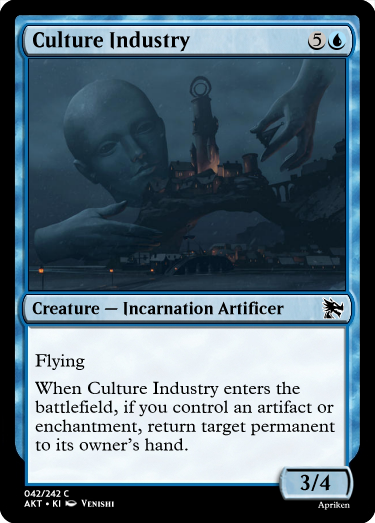 Culture Industry 5
Creature — Incarnation Artificer
Flying
When Culture Industry enters the
battlefield, if you control an artifact or
enchantment, return target permanent
to its owner's hand.
3/4
042/242 C
AKT • KI Venishi
Apriken